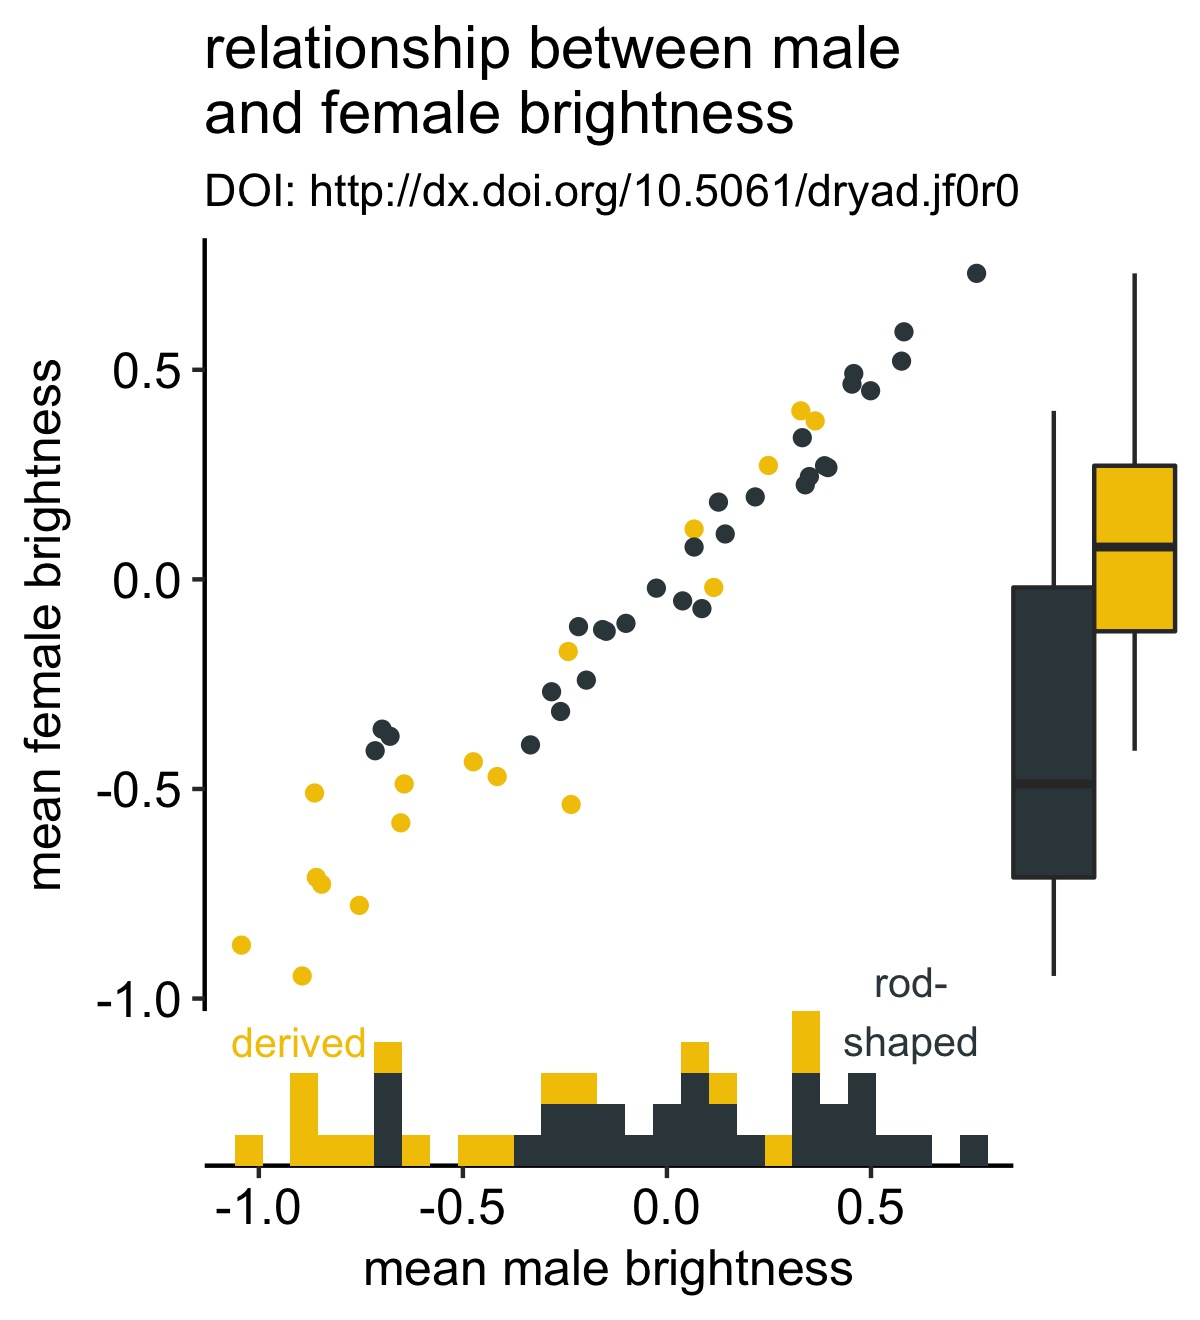 relationship between male
and female brightness
DOI: http://dx.doi.org/10.5061/dryad.jf0r0
mean female brightness
0.5
0.0
-0.5
-1.0
derived
rod-
shaped
-1.0 -0.5 0.0 0.5
mean male brightness